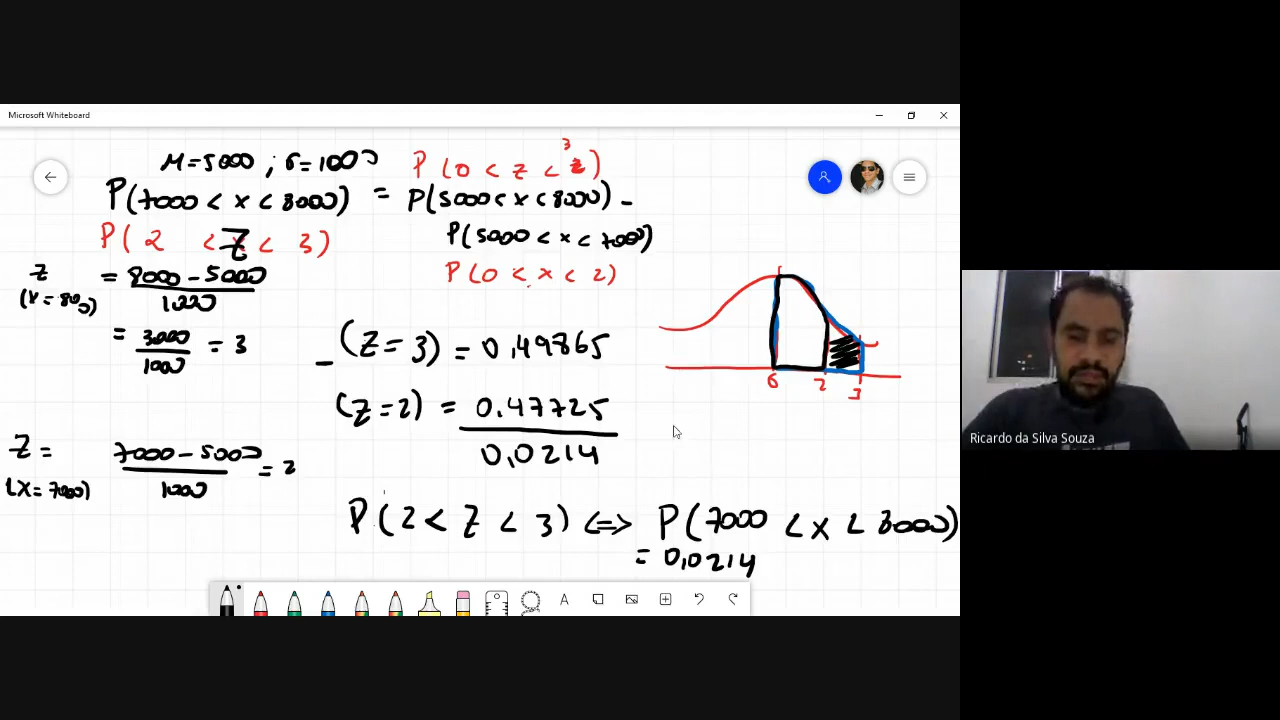 Microsoft Whiteboard
M=5000 ; σ=1000
P(7000 < x < 8000) = P(5000 < x < 8000) -
P(0 < z < 3)
P(5000 < x < 7000)
P(2 < Z < 3)
P(0 < x < 2)
Z (x=800) = 8000-5000 / 1000
= 3000 / 1000 = 3
- (Z=3) = 0,49865
(Z=2) = 0.47725
0,0214
Z = (x=7000) 7000-5000 / 1000 = 2
0 2 3
P(2 < Z < 3) <=> P(7000 < x < 8000)
= 0,0214
Ricardo da Silva Souza
A